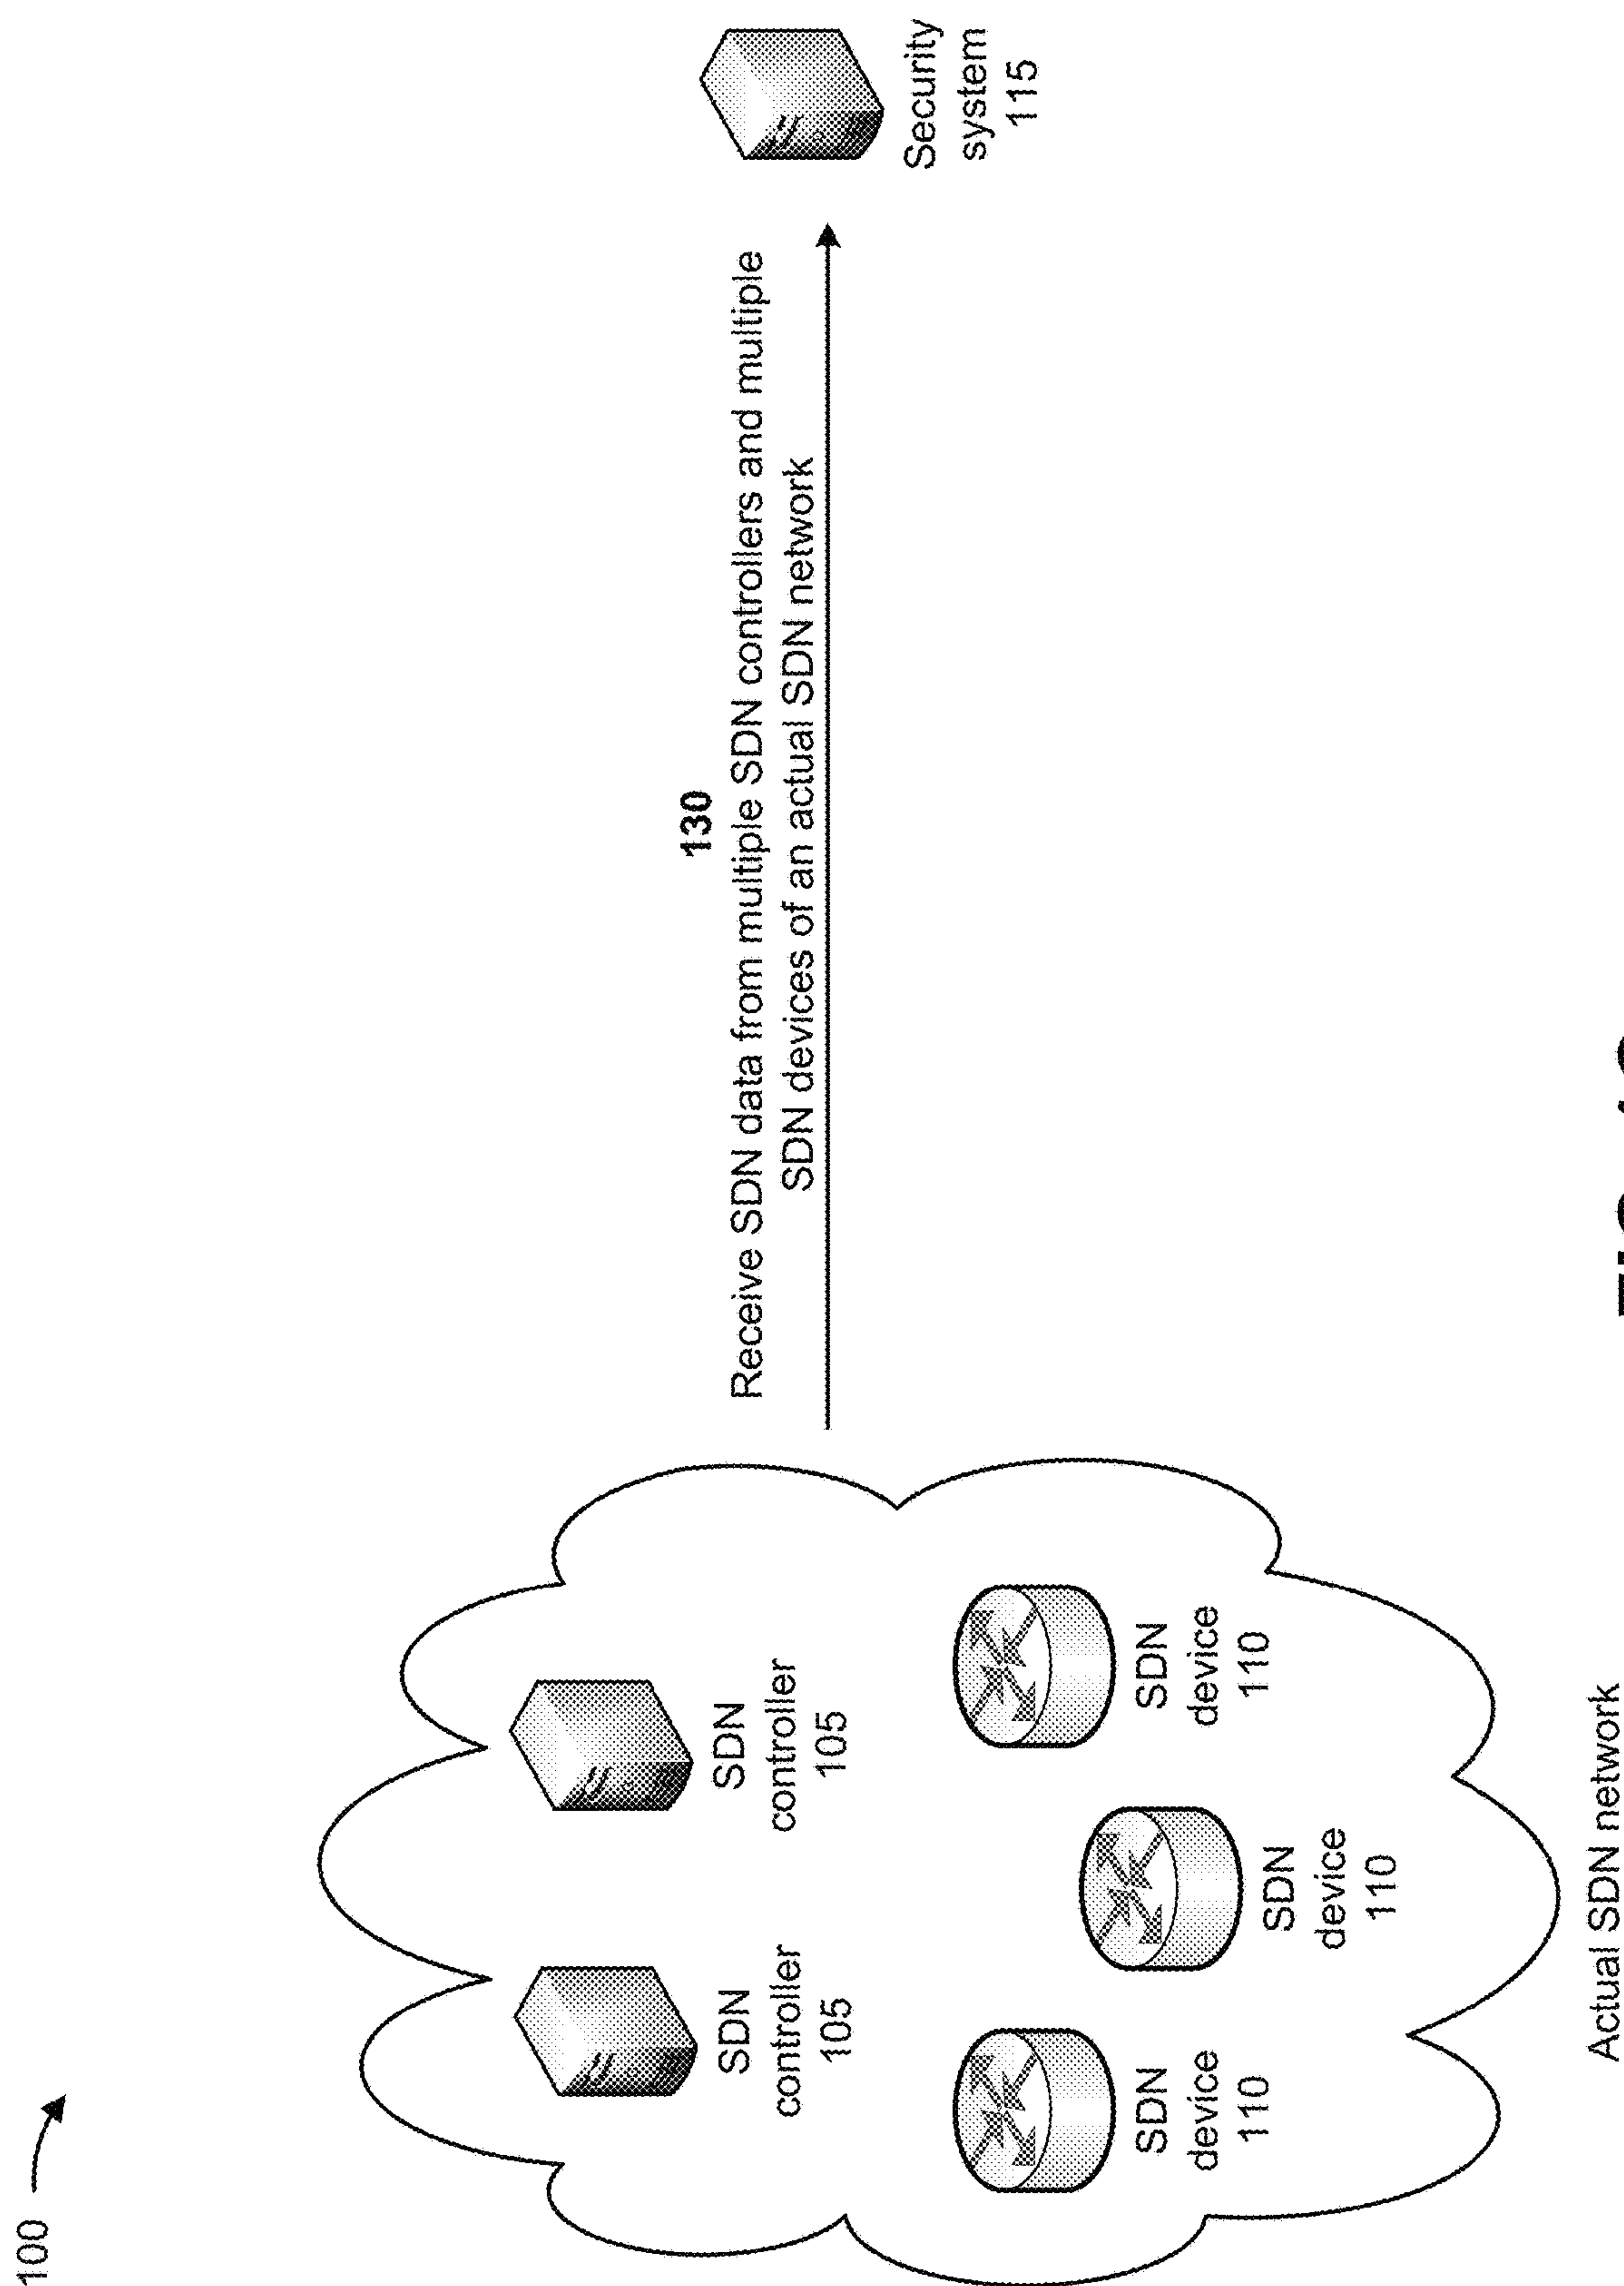 100
130
Receive SDN data from multiple SDN controllers and multiple
SDN devices of an actual SDN network
Security
system
115
SDN
controller
105
SDN
controller
105
SDN
device
110
SDN
device
110
SDN
device
110
Actual SDN network